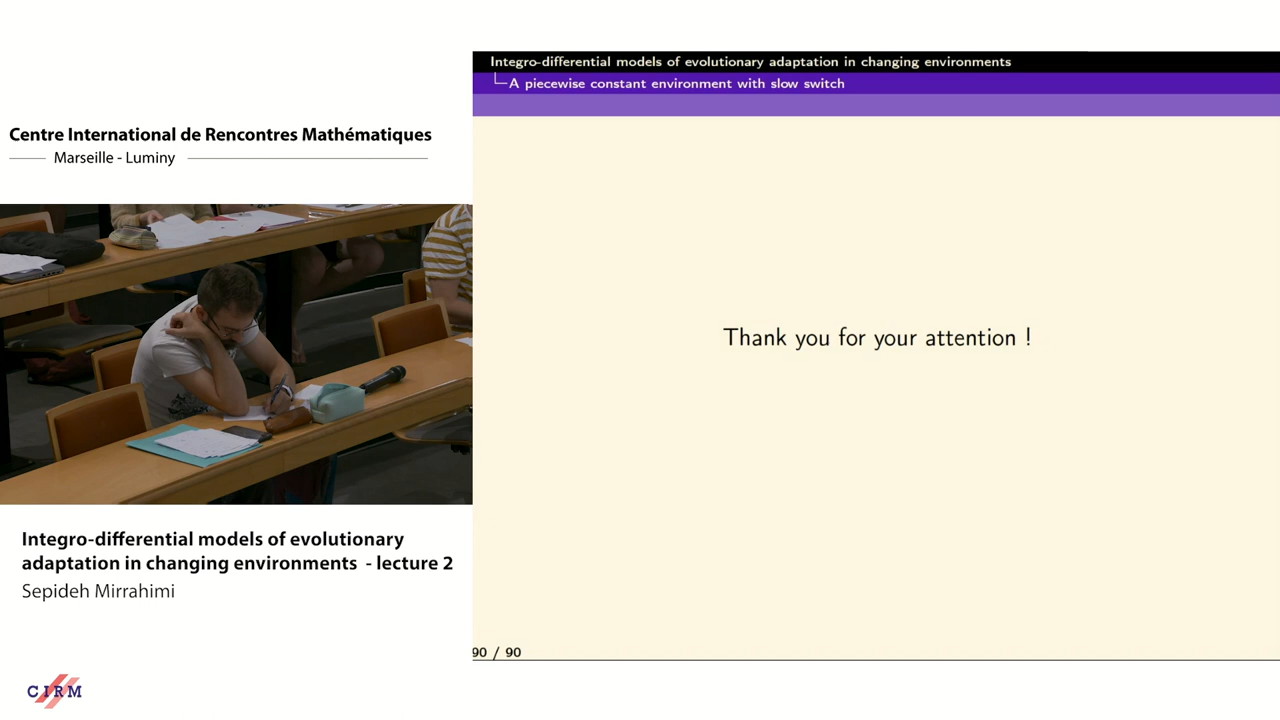 Centre International de Rencontres Mathématiques
Marseille - Luminy
Integro-differential models of evolutionary
adaptation in changing environments - lecture 2
Sepideh Mirrahimi
CIRM
Integro-differential models of evolutionary adaptation in changing environments
A piecewise constant environment with slow switch
Thank you for your attention !
90 / 90